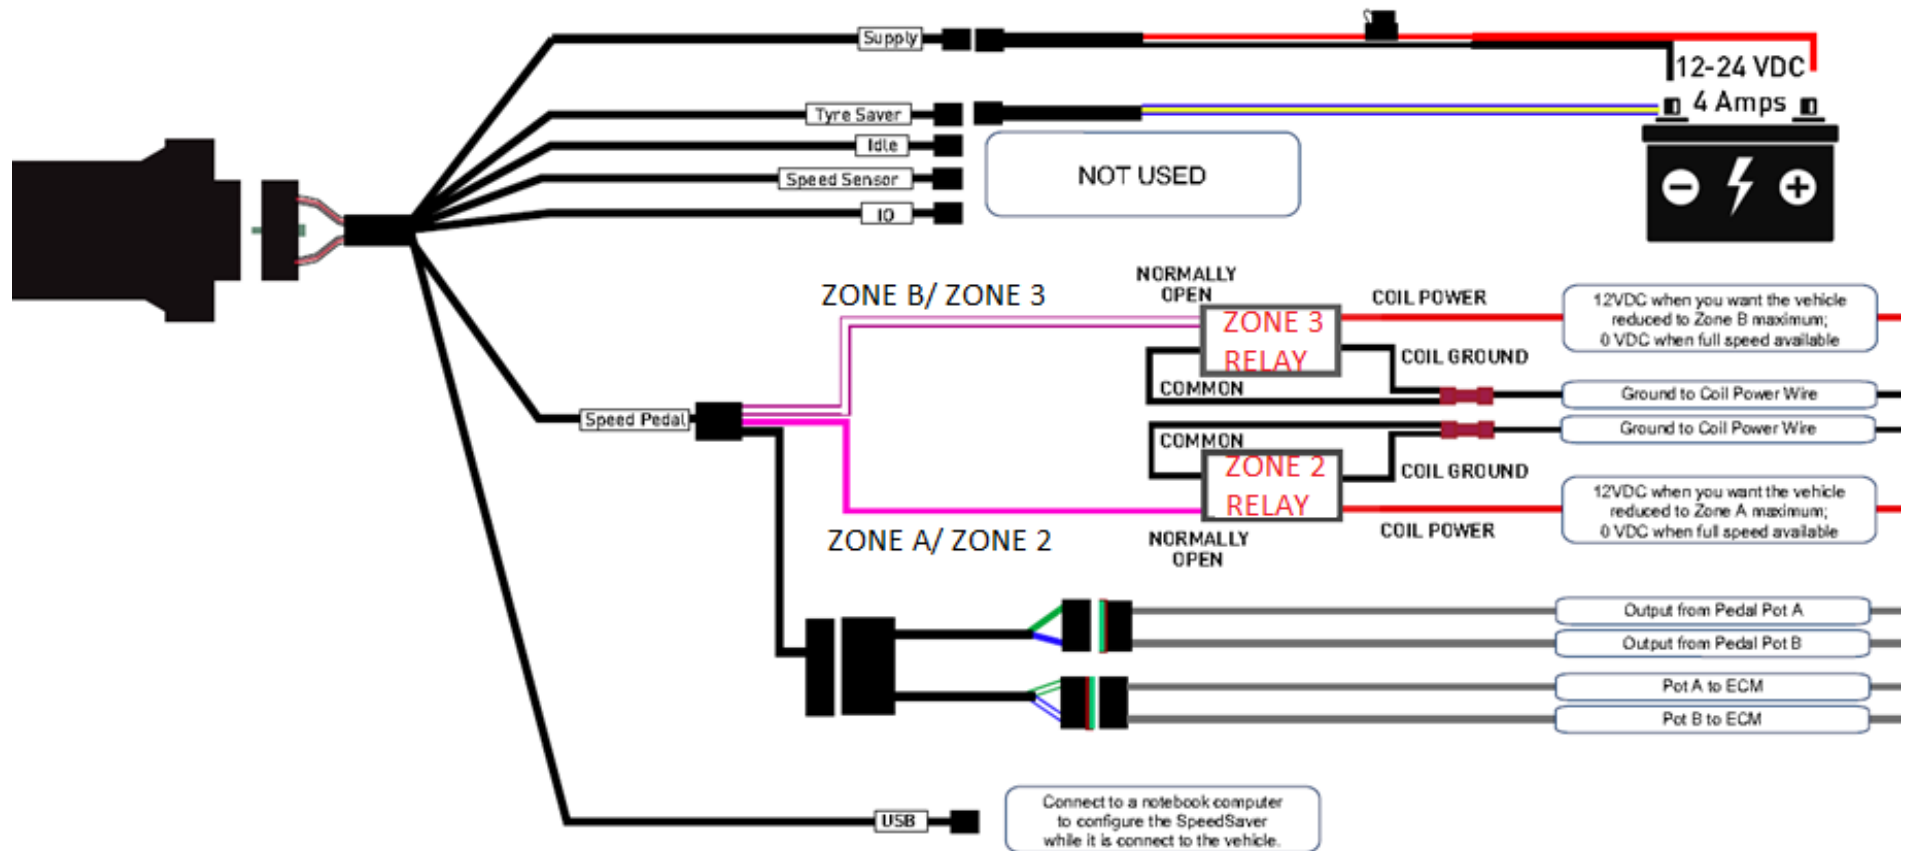 Supply
12-24 VDC
4 Amps
Tyre Saver
Idle
Speed Sensor
IO
NOT USED
ZONE B/ ZONE 3
NORMALLY
OPEN
ZONE 3
RELAY
COIL POWER
12VDC when you want the vehicle
reduced to Zone B maximum;
0 VDC when full speed available
COIL GROUND
COMMON
Ground to Coil Power Wire
Speed Pedal
Ground to Coil Power Wire
COMMON
ZONE 2
RELAY
COIL GROUND
12VDC when you want the vehicle
reduced to Zone A maximum;
0 VDC when full speed available
COIL POWER
ZONE A/ ZONE 2
NORMALLY
OPEN
Output from Pedal Pot A
Output from Pedal Pot B
Pot A to ECM
Pot B to ECM
USB
Connect to a notebook computer
to configure the SpeedSaver
while it is connect to the vehicle.